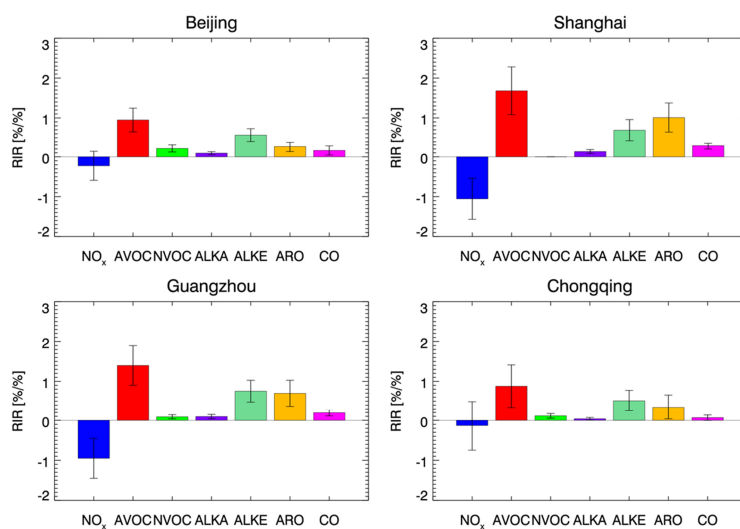 Beijing
3
2
1
0
-1
-2
RIR [%/%]
NOx AVOC NVOC ALKA ALKE ARO CO
Shanghai
3
2
1
0
-1
-2
RIR [%/%]
NOx AVOC NVOC ALKA ALKE ARO CO
Guangzhou
3
2
1
0
-1
-2
RIR [%/%]
NOx AVOC NVOC ALKA ALKE ARO CO
Chongqing
3
2
1
0
-1
-2
RIR [%/%]
NOx AVOC NVOC ALKA ALKE ARO CO